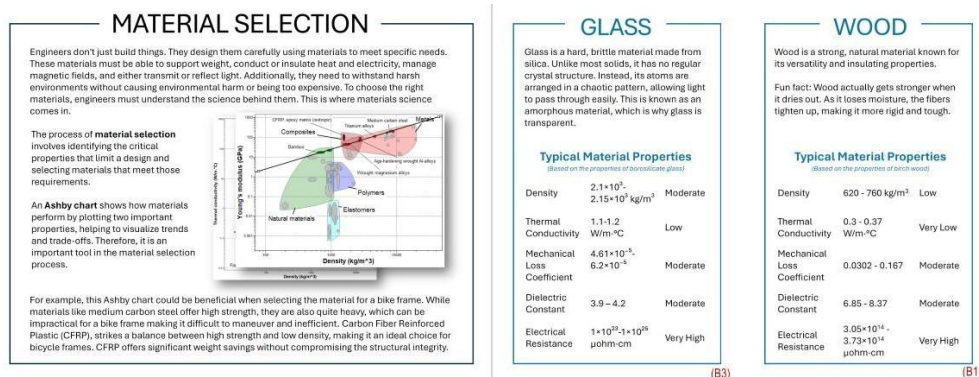 MATERIAL SELECTION
Engineers don't just build things. They design them carefully using materials to meet specific needs.
These materials must be able to support weight, conduct or insulate heat and electricity, manage
magnetic fields, and either transmit or reflect light. Additionally, they need to withstand harsh
environments without causing environmental harm or being too expensive. To choose the right
materials, engineers must understand the science behind them. This is where materials science
comes in.
The process of material selection
involves identifying the critical
properties that limit a design and
selecting materials that meet those
requirements.
An Ashby chart shows how materials
perform by plotting two important
properties, helping to visualize trends
and trade-offs. Therefore, it is an
important tool in the material selection
process.
Young's modulus (GPa)
CFRP, epoxy matrix (isotropic)
Medium carbon steel
Metals
Titanium alloys
Composites
Bamboo
Age-hardening wrought Al-alloys
Wrought magnesium alloys
Polymers
Elastomers
Natural materials
Density (kg/m^3)
Density (kg/m^3)
For example, this Ashby chart could be beneficial when selecting the material for a bike frame. While
materials like medium carbon steel offer high strength, they are also quite heavy, which can be
impractical for a bike frame making it difficult to maneuver and inefficient. Carbon Fiber Reinforced
Plastic (CFRP), strikes a balance between high strength and low density, making it an ideal choice for
bicycle frames. CFRP offers significant weight savings without compromising the structural integrity.
GLASS
Glass is a hard, brittle material made from
silica. Unlike most solids, it has no regular
crystal structure. Instead, its atoms are
arranged in a chaotic pattern, allowing light
to pass through easily. This is known as an
amorphous material, which is why glass is
transparent.
Typical Material Properties
(Based on the properties of borosilicate glass)
Density 2.1×10³- 2.15×10³ kg/m³ Moderate
Thermal Conductivity 1.1-1.2 W/m·ºC Low
Mechanical Loss Coefficient 4.61×10⁻⁵- 6.2×10⁻⁵ Moderate
Dielectric Constant 3.9 – 4.2 Moderate
Electrical Resistance µohm·cm Very High
(B3)
WOOD
Wood is a strong, natural material known for
its versatility and insulating properties.
Fun fact: Wood actually gets stronger when
it dries out. As it loses moisture, the fibers
tighten up, making it more rigid and tough.
Typical Material Properties
(Based on the properties of birch wood)
Density 620 - 760 kg/m³ Low
Thermal Conductivity 0.3 - 0.37 W/m·ºC Very Low
Mechanical Loss Coefficient 0.0302 - 0.167 Moderate
Dielectric Constant 6.85 - 8.37 Moderate
Electrical Resistance 3.05×10¹⁴ - 3.73×10¹⁴ µohm·cm Very High